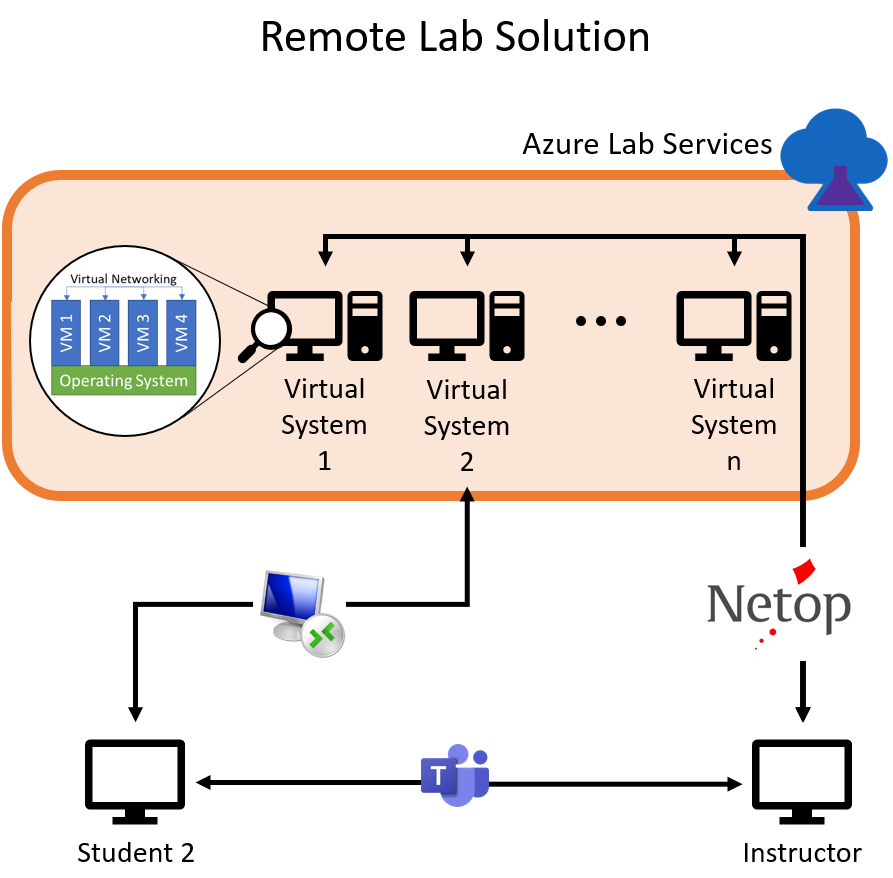 Remote Lab Solution
Azure Lab Services
Virtual Networking
VM 1
VM 2
VM 3
VM 4
Operating System
Virtual
System
1
Virtual
System
2
...
Virtual
System
n
Netop
T
Student 2
Instructor